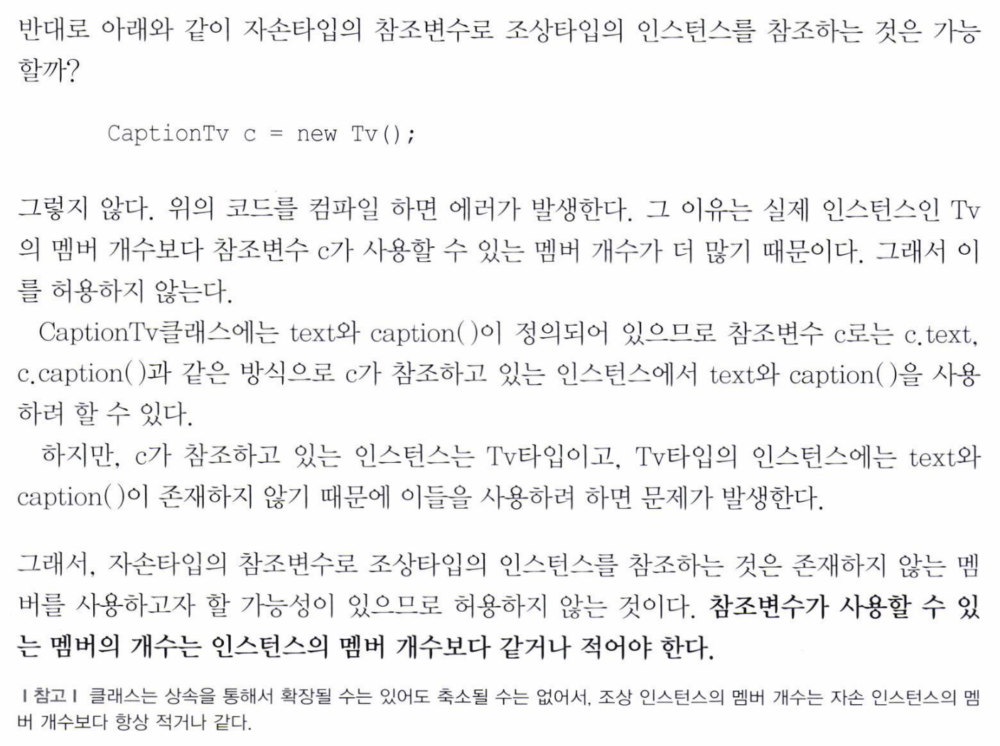 반대로 아래와 같이 자손타입의 참조변수로 조상타입의 인스턴스를 참조하는 것은 가능
할까?
CaptionTv c = new Tv();
그렇지 않다. 위의 코드를 컴파일 하면 에러가 발생한다. 그 이유는 실제 인스턴스인 Tv
의 멤버 개수보다 참조변수 c가 사용할 수 있는 멤버 개수가 더 많기 때문이다. 그래서 이
를 허용하지 않는다.
CaptionTv클래스에는 text와 caption()이 정의되어 있으므로 참조변수 c로는 c.text,
c.caption()과 같은 방식으로 c가 참조하고 있는 인스턴스에서 text와 caption()을 사용
하려 할 수 있다.
하지만, c가 참조하고 있는 인스턴스는 Tv타입이고, Tv타입의 인스턴스에는 text와
caption()이 존재하지 않기 때문에 이들을 사용하려 하면 문제가 발생한다.
그래서, 자손타입의 참조변수로 조상타입의 인스턴스를 참조하는 것은 존재하지 않는 멤
버를 사용하고자 할 가능성이 있으므로 허용하지 않는 것이다. 참조변수가 사용할 수 있
는 멤버의 개수는 인스턴스의 멤버 개수보다 같거나 적어야 한다.
| 참고 | 클래스는 상속을 통해서 확장될 수는 있어도 축소될 수는 없어서, 조상 인스턴스의 멤버 개수는 자손 인스턴스의 멤
버 개수보다 항상 적거나 같다.